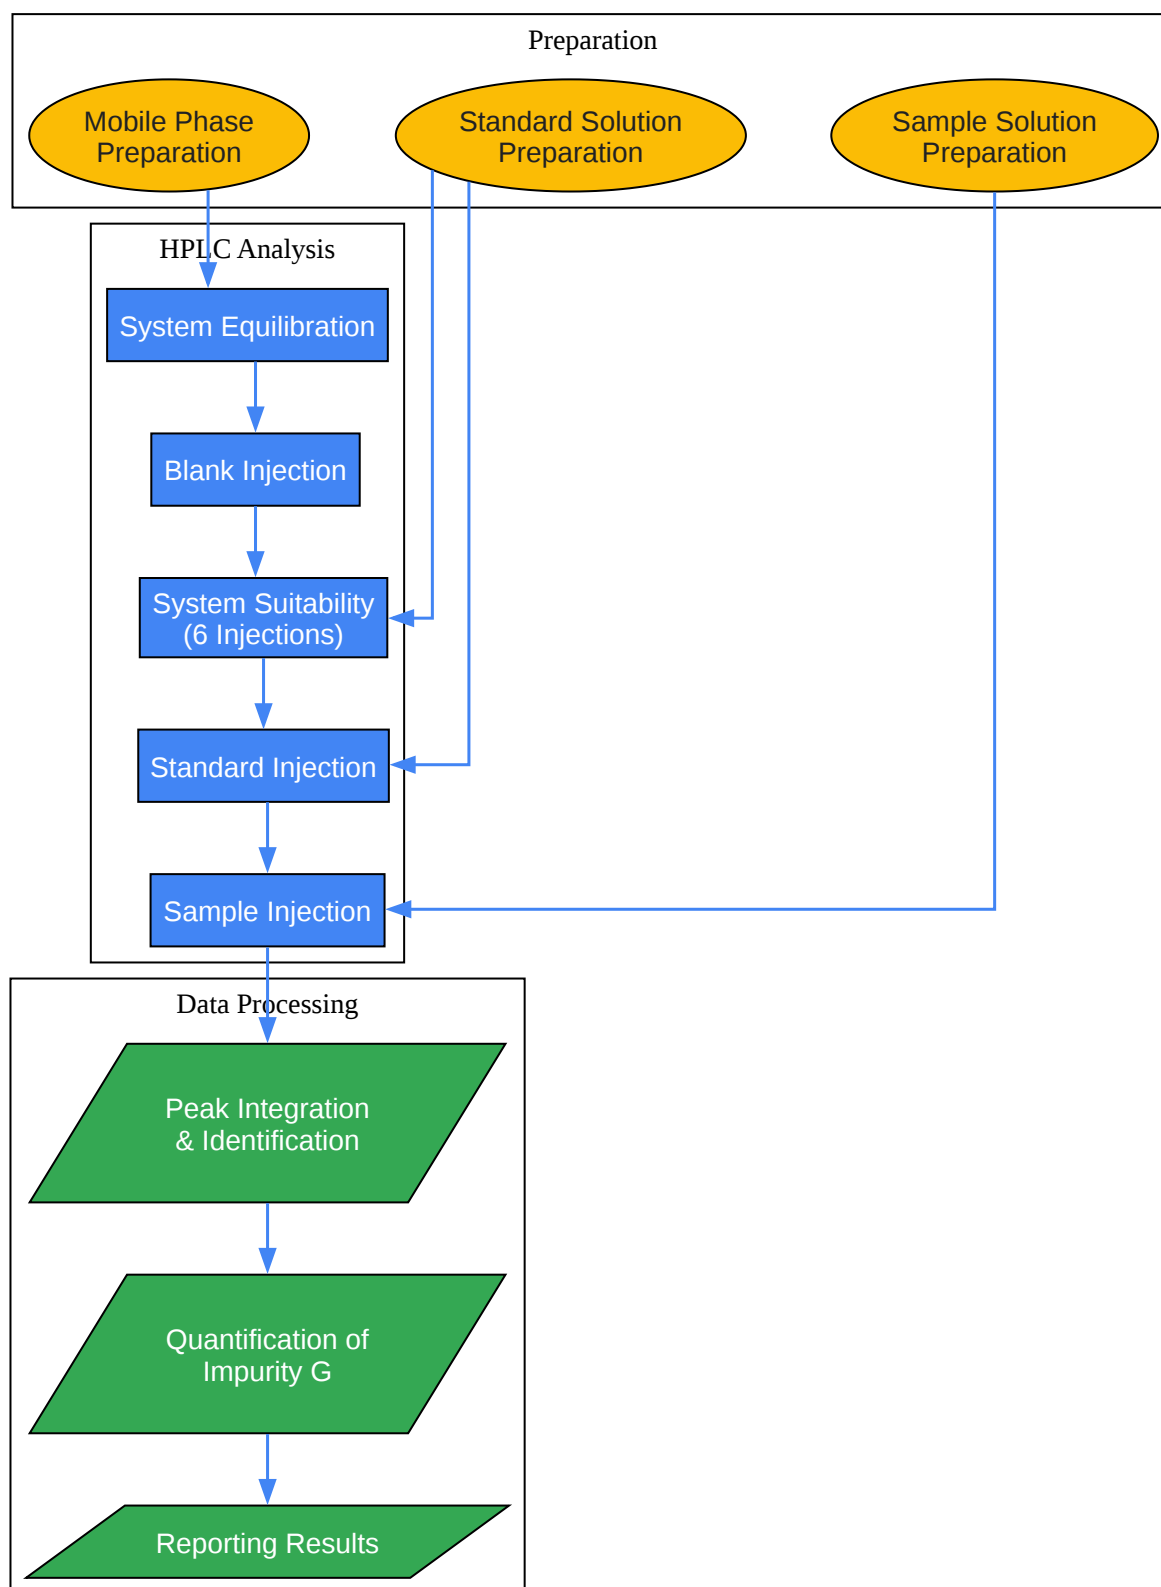 Preparation
Mobile Phase
Preparation
Standard Solution
Preparation
Sample Solution
Preparation
HPLC Analysis
System Equilibration
Blank Injection
System Suitability
(6 Injections)
Standard Injection
Sample Injection
Data Processing
Peak Integration
& Identification
Quantification of
Impurity G
Reporting Results